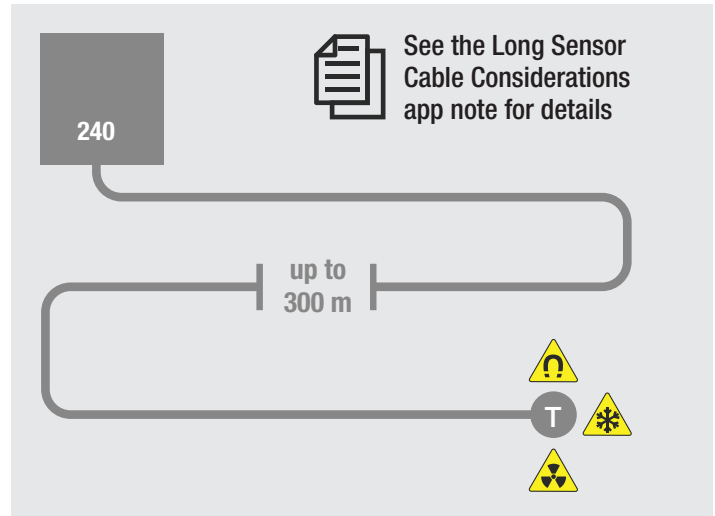 See the Long Sensor
Cable Considerations
app note for details
240
up to
300 m
T